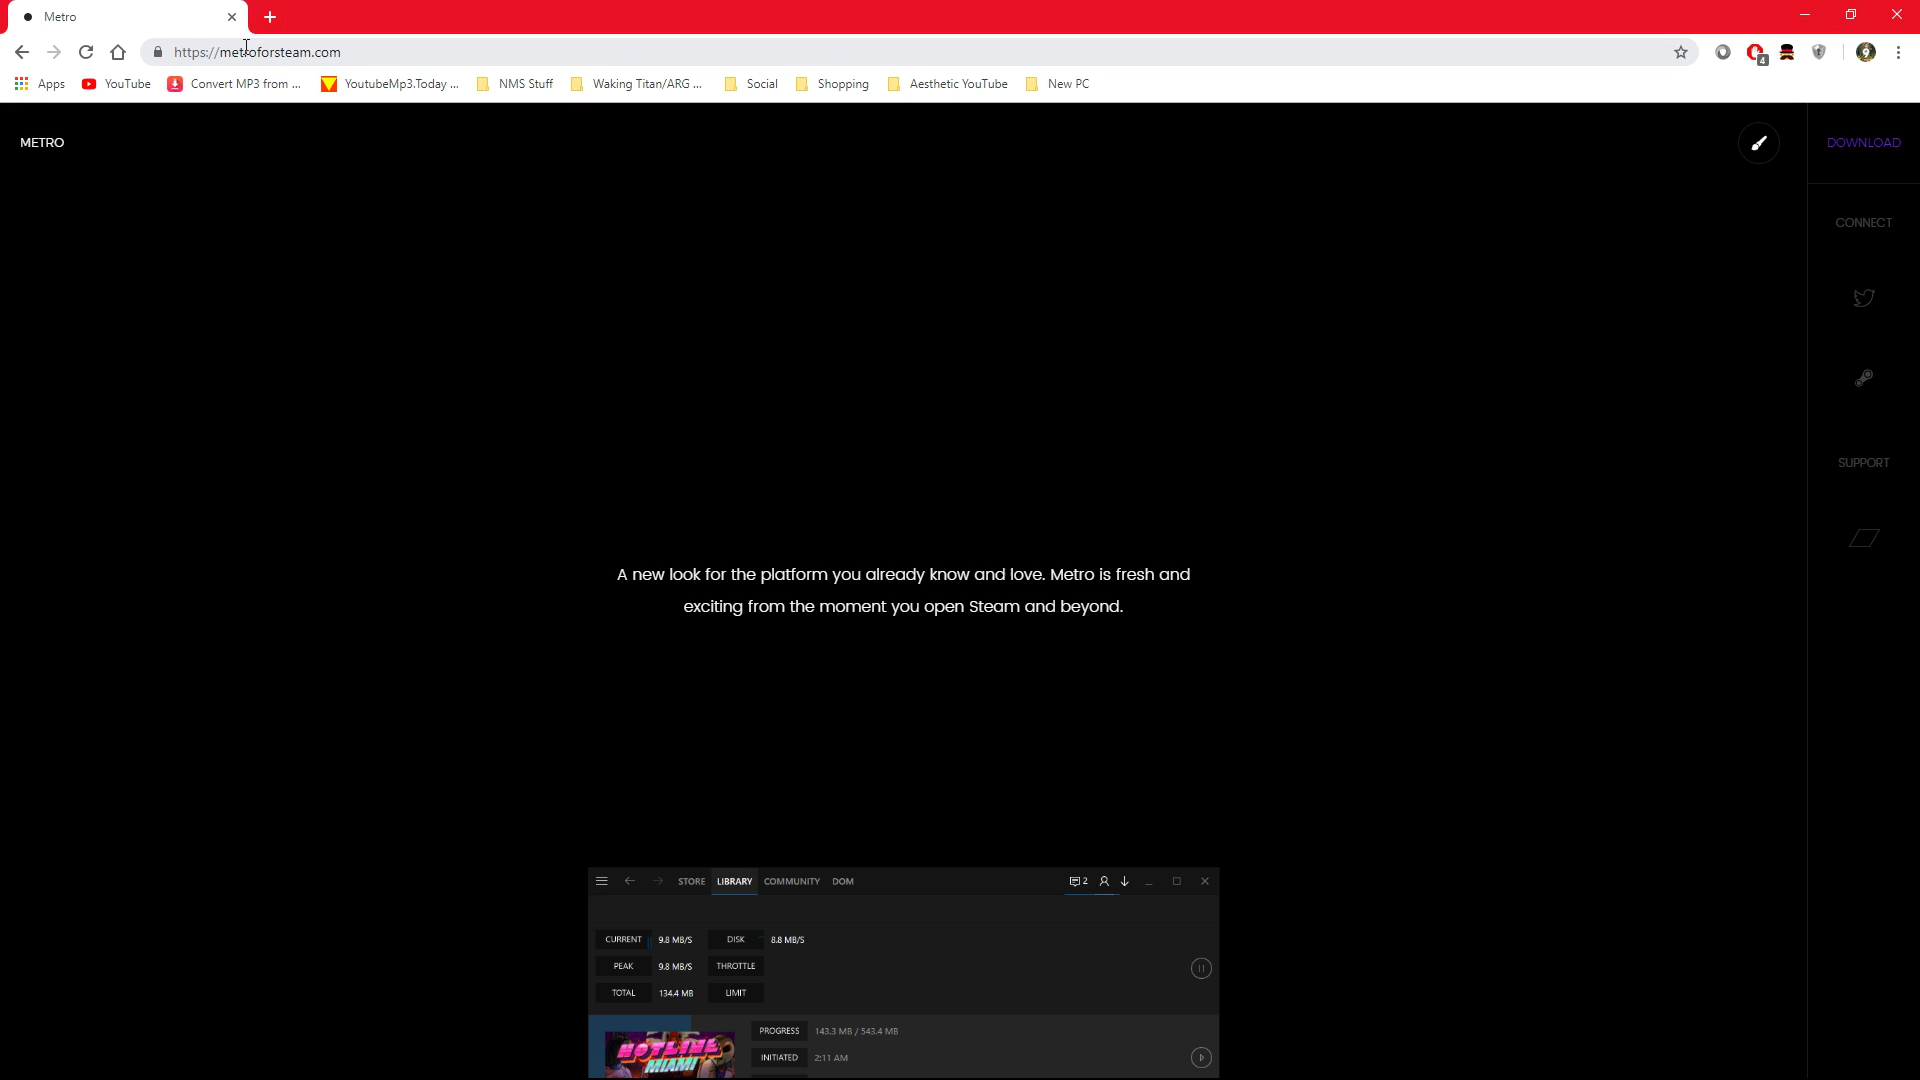 Metro
https://metroforsteam.com
4
9
Apps YouTube Convert MP3 from ... YoutubeMp3.Today ... NMS Stuff Waking Titan/ARG ... Social Shopping Aesthetic YouTube New PC
METRO
DOWNLOAD
CONNECT
SUPPORT
A new look for the platform you already know and love. Metro is fresh and
exciting from the moment you open Steam and beyond.
STORE LIBRARY COMMUNITY DOM 2
CURRENT 9.8 MB/S DISK 8.8 MB/S
PEAK 9.8 MB/S THROTTLE
TOTAL 134.4 MB LIMIT
PROGRESS 143.3 MB / 543.4 MB
HOTLINE
MIAMI
INITIATED 2:11 AM